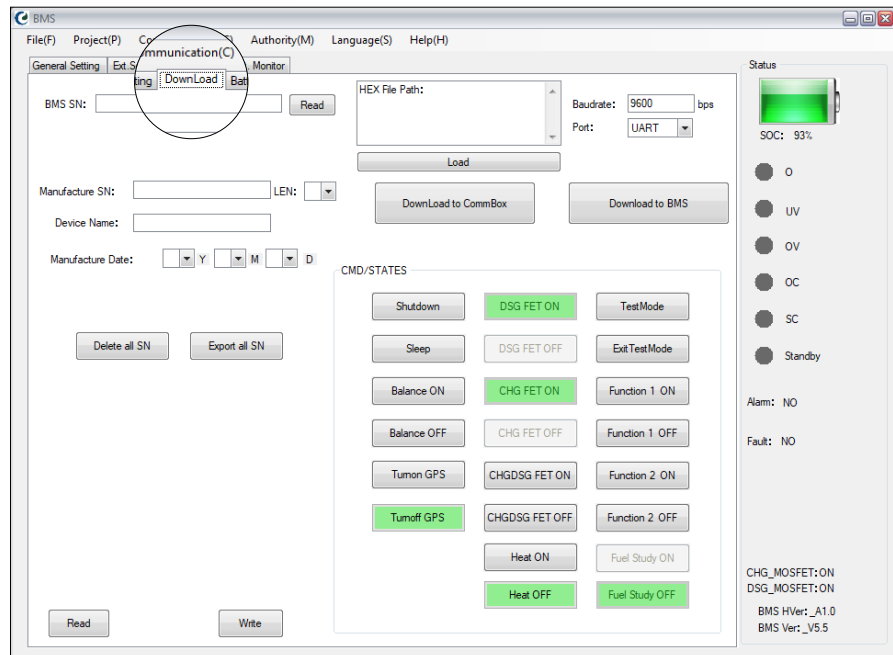 BMS
File(F) Project(P) Co mmunication(C) Authority(M) Language(S) Help(H)
General Setting Ext.S Monitor
ting DownLoad Bat
BMS SN: Read
HEX File Path:
Baudrate: 9600 bps
Port: UART
Load
Manufacture SN: LEN:
DownLoad to CommBox Download to BMS
Device Name:
Manufacture Date: Y M D
Delete all SN Export all SN
CMD/STATES
Shutdown DSG FET ON TestMode
Sleep DSG FET OFF ExitTestMode
Balance ON CHG FET ON Function 1 ON
Balance OFF CHG FET OFF Function 1 OFF
Turnon GPS CHGDSG FET ON Function 2 ON
Turnoff GPS CHGDSG FET OFF Function 2 OFF
Heat ON Fuel Study ON
Heat OFF Fuel Study OFF
Read Write
Status
SOC: 93%
O
UV
OV
OC
SC
Standby
Alarm: NO
Fault: NO
CHG_MOSFET:ON
DSG_MOSFET:ON
BMS HVer:_A1.0
BMS Ver:_V5.5